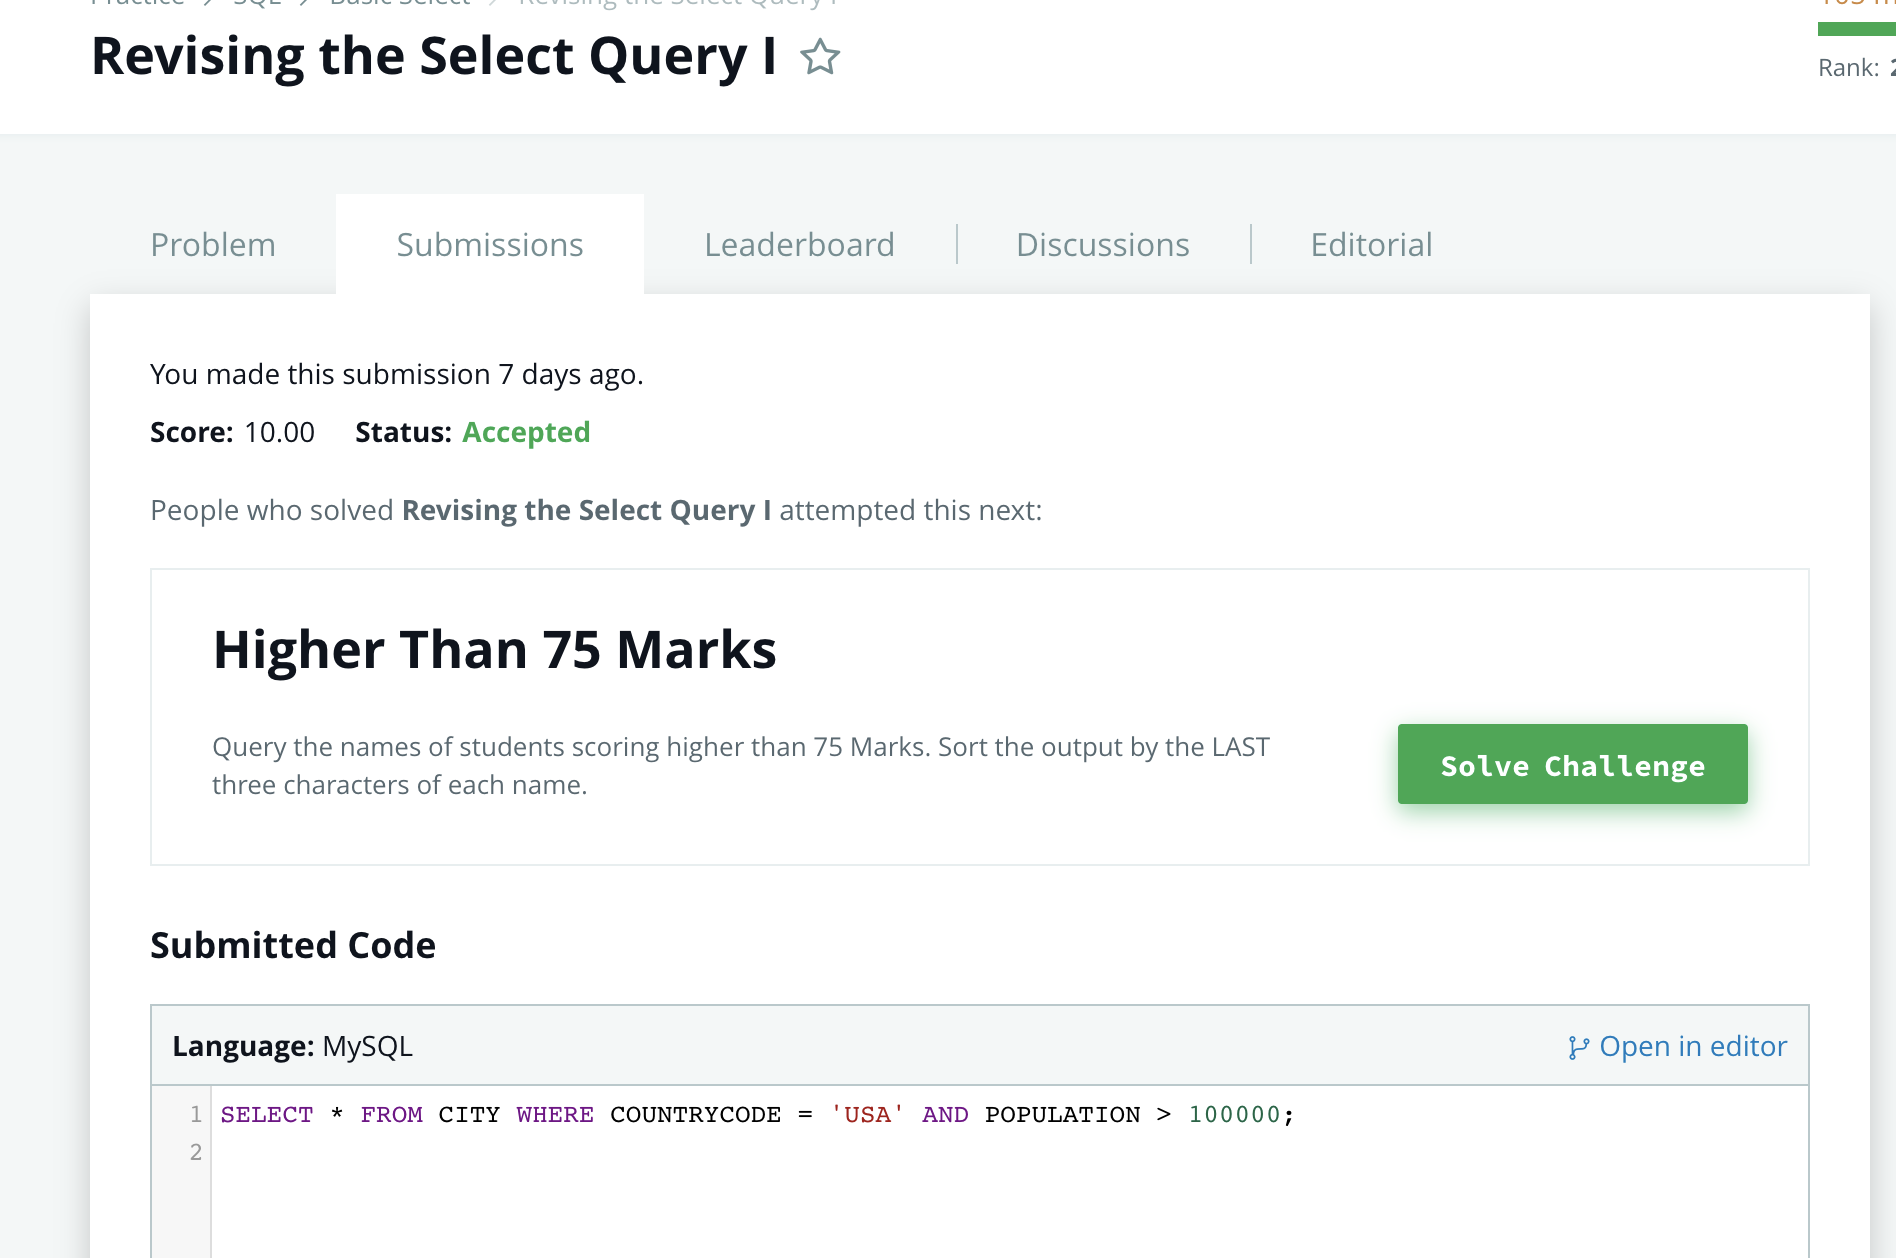 Practice > SQL > Basic Select > Revising the Select Query I
Revising the Select Query I
Rank:
Problem
Submissions
Leaderboard
Discussions
Editorial
You made this submission 7 days ago.
Score: 10.00 Status: Accepted
People who solved Revising the Select Query I attempted this next:
Higher Than 75 Marks
Query the names of students scoring higher than 75 Marks. Sort the output by the LAST
three characters of each name.
Solve Challenge
Submitted Code
Language: MySQL
Open in editor
1 SELECT * FROM CITY WHERE COUNTRYCODE = 'USA' AND POPULATION > 100000;
2